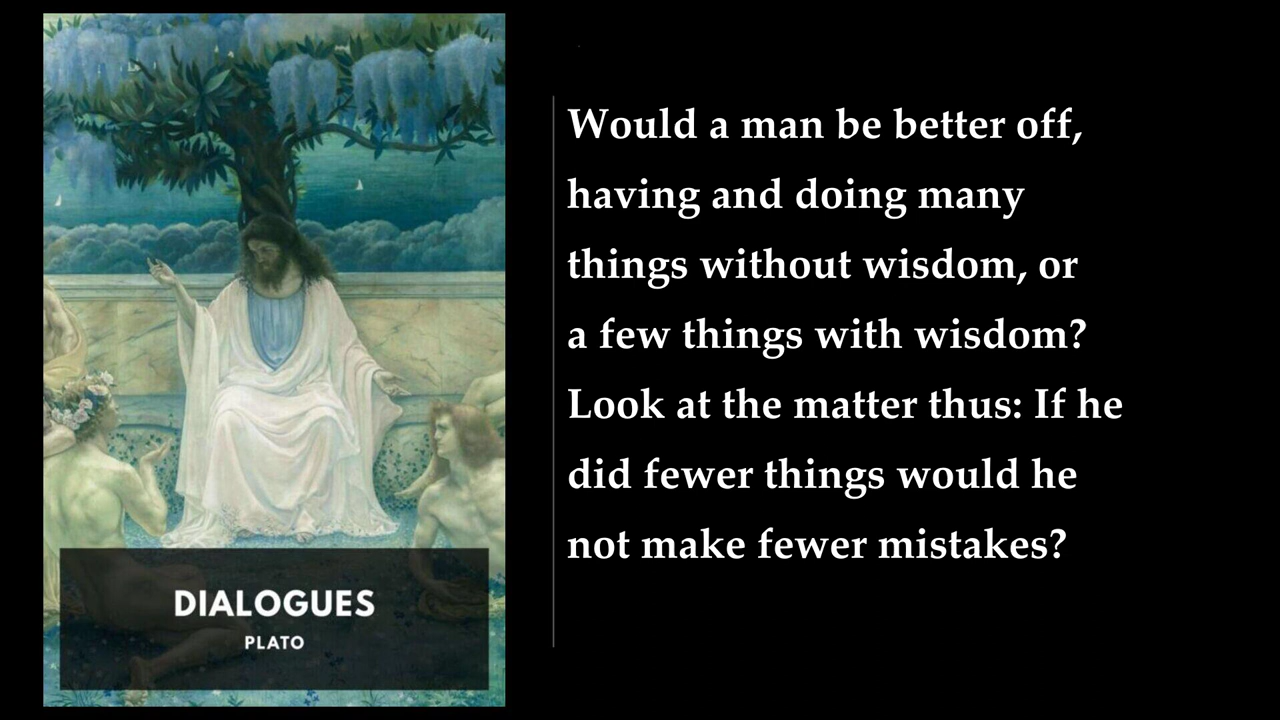 Would a man be better off,
having and doing many
things without wisdom, or
a few things with wisdom?
Look at the matter thus: If he
did fewer things would he
not make fewer mistakes?
DIALOGUES
PLATO